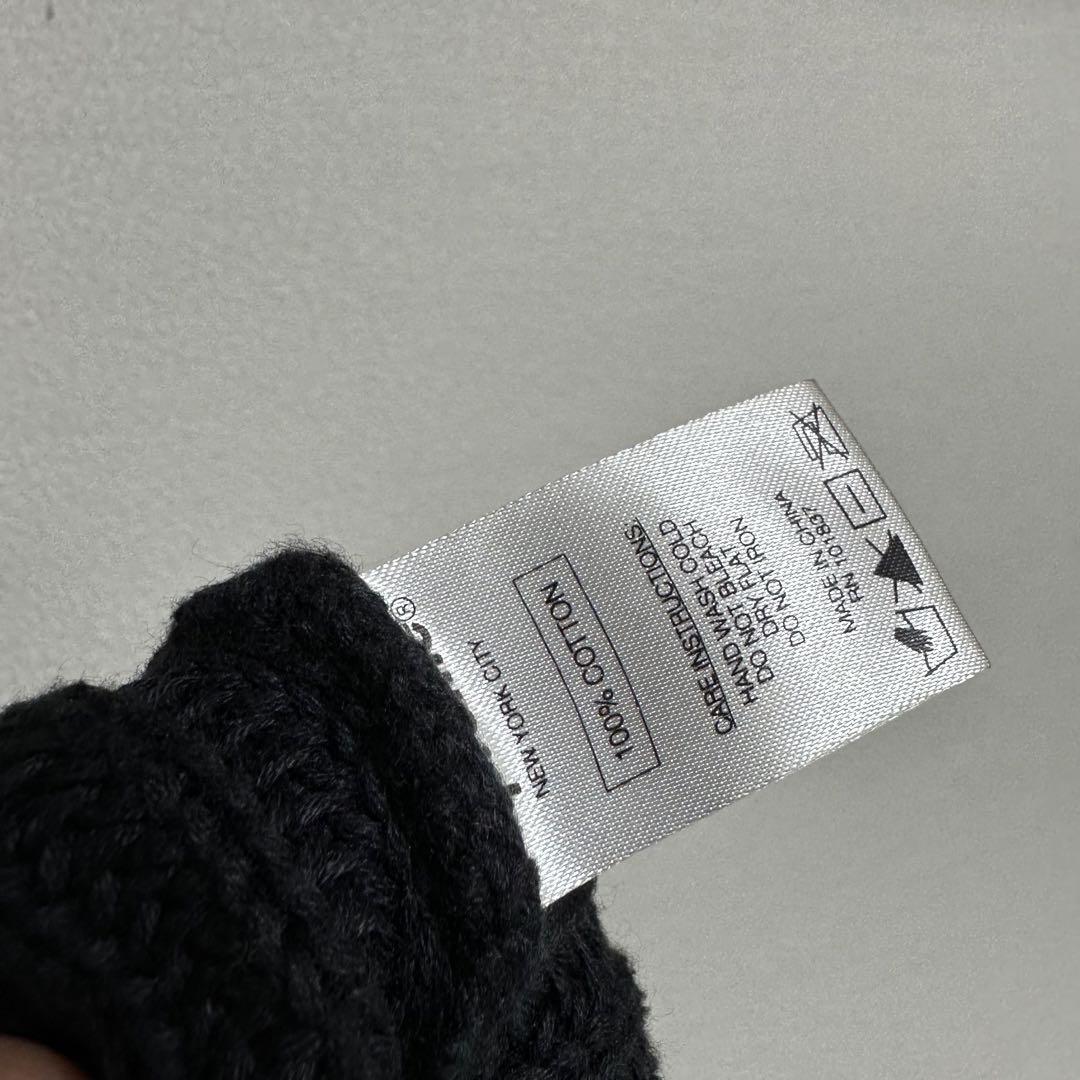 NEW YORK CITY
100% COTTON
CARE INSTRUCTIONS
HAND WASH COLD
DO NOT BLEACH
DRY FLAT
DO NOT IRON
MADE IN CHINA
RN 101837